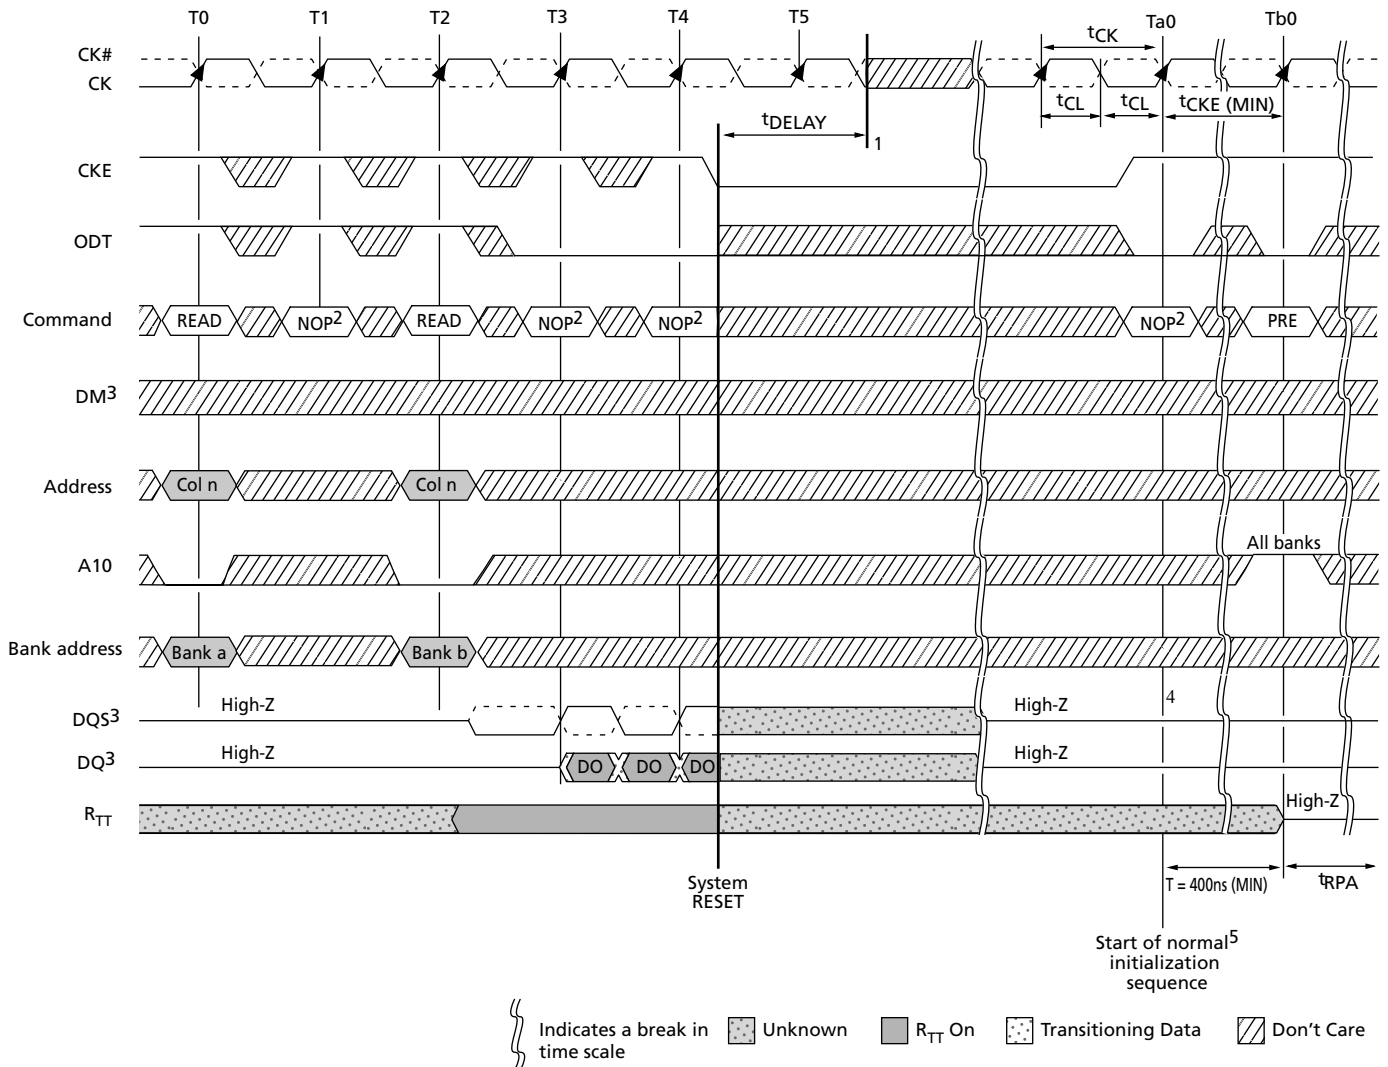 T0 T1 T2 T3 T4 T5 Ta0 Tb0
CK#
CK
tCK
tCL tCL tCKE (MIN)
tDELAY
1
CKE
ODT
Command READ NOP2 READ NOP2 NOP2 NOP2 PRE
DM3
Address Col n Col n
A10 All banks
Bank address Bank a Bank b
4
DQS3 High-Z High-Z
DQ3 High-Z DO DO DO High-Z
RTT High-Z
System
RESET
T = 400ns (MIN) tRPA
Start of normal5
initialization
sequence
Indicates a break in
time scale
Unknown
RTT On
Transitioning Data
Don't Care